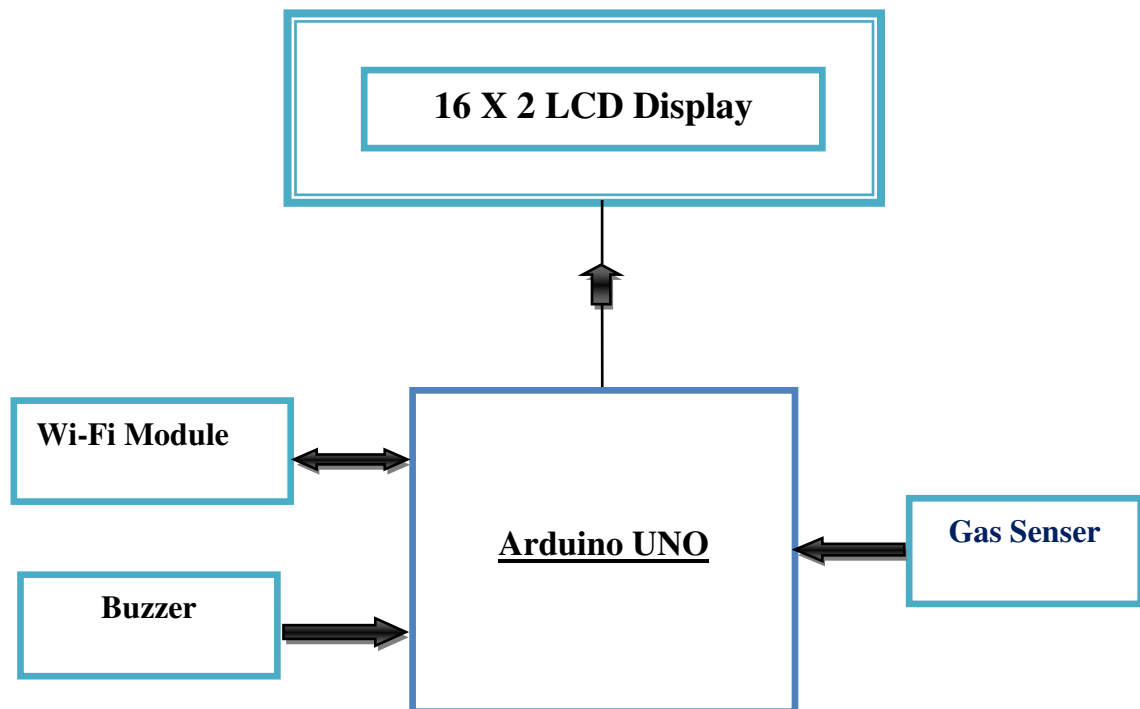 16 X 2 LCD Display
Wi-Fi Module
Arduino UNO
Gas Senser
Buzzer